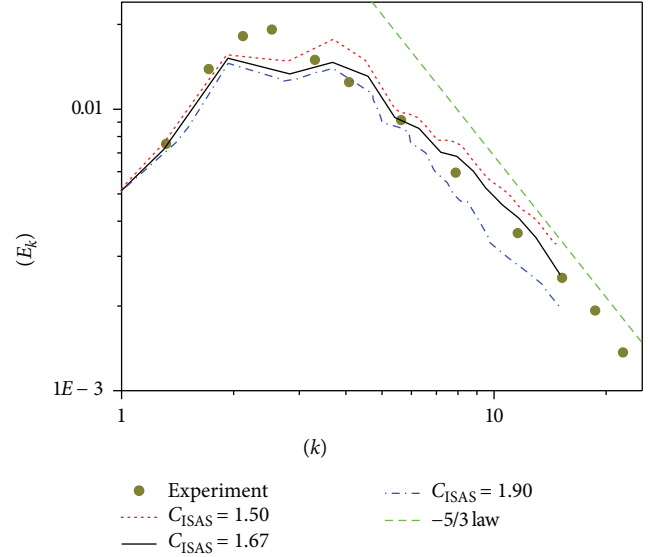 0.01
(E_k)
1E − 3
1
10
(k)
Experiment
C_ISAS = 1.50
C_ISAS = 1.67
C_ISAS = 1.90
−5/3 law